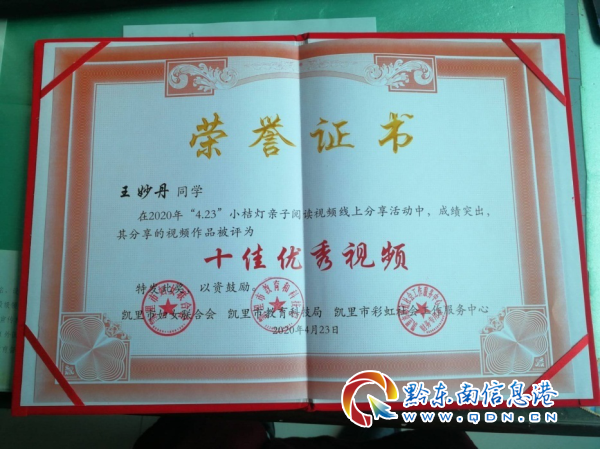 荣誉证书
王妙丹 同学
在2020年“4.23”小桔灯亲子阅读视频线上分享活动中,成绩突出,
其分享的视频作品被评为
十佳优秀视频
特发此奖,以资鼓励。
凯里市妇女联合会 凯里市教育科技局 凯里市彩虹社会工作服务中心
2020年4月23日
黔东南信息港
www.QDN.cn